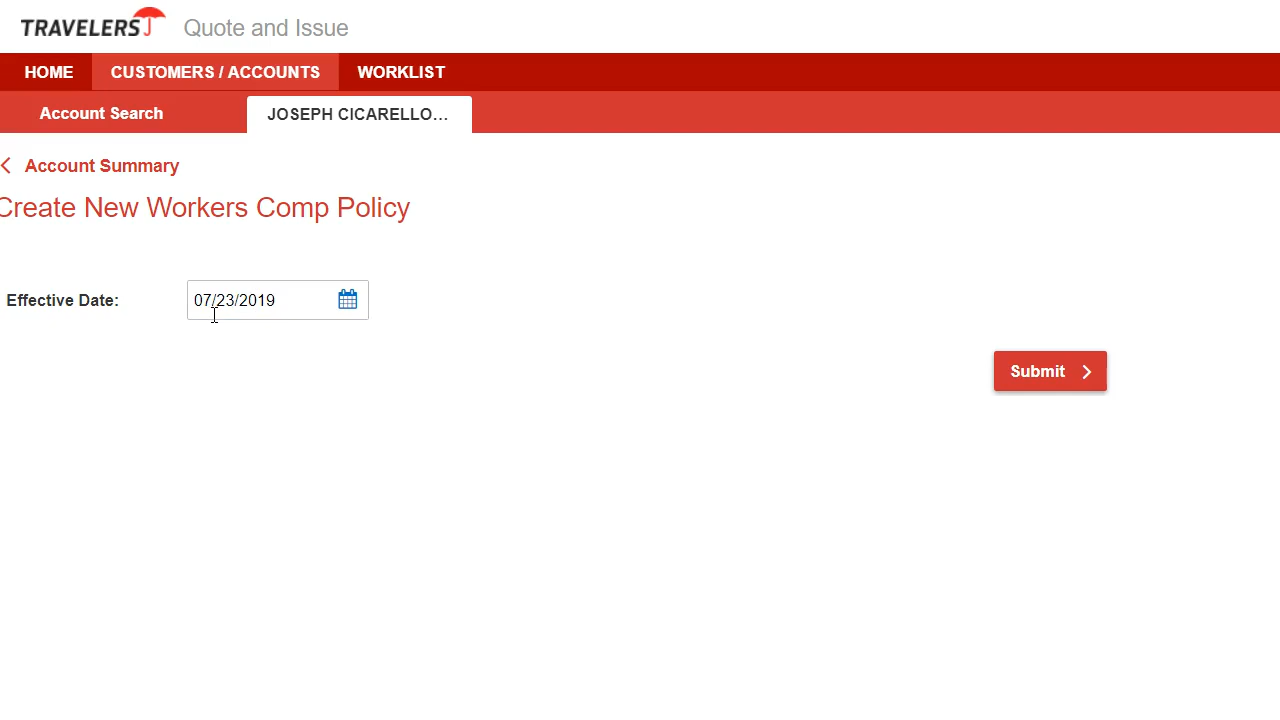 TRAVELERS Quote and Issue
HOME CUSTOMERS / ACCOUNTS WORKLIST
Account Search JOSEPH CICARELLO...
Account Summary
Create New Workers Comp Policy
Effective Date: 07/23/2019
Submit